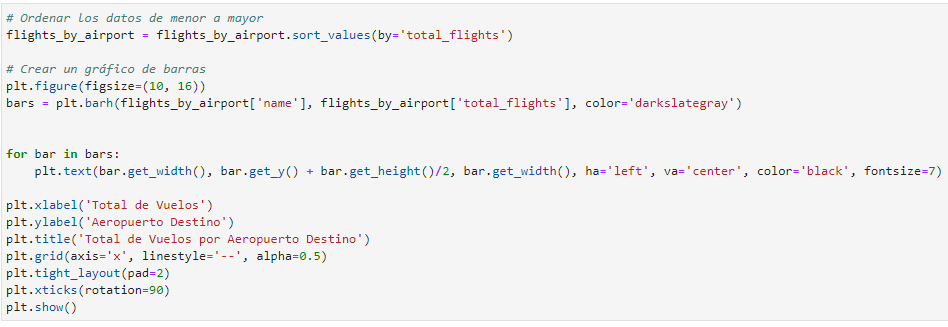 # Ordenar los datos de menor a mayor
flights_by_airport = flights_by_airport.sort_values(by='total_flights')
# Crear un gráfico de barras
plt.figure(figsize=(10, 16))
bars = plt.barh(flights_by_airport['name'], flights_by_airport['total_flights'], color='darkslategray')
for bar in bars:
    plt.text(bar.get_width(), bar.get_y() + bar.get_height()/2, bar.get_width(), ha='left', va='center', color='black', fontsize=7)
plt.xlabel('Total de Vuelos')
plt.ylabel('Aeropuerto Destino')
plt.title('Total de Vuelos por Aeropuerto Destino')
plt.grid(axis='x', linestyle='--', alpha=0.5)
plt.tight_layout(pad=2)
plt.xticks(rotation=90)
plt.show()